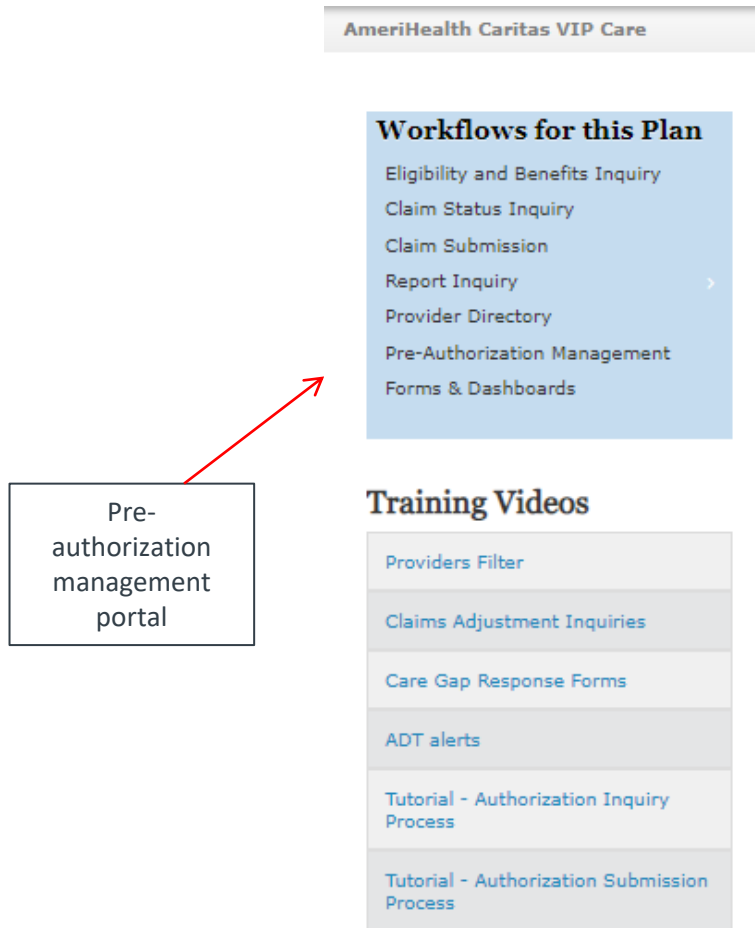 AmeriHealth Caritas VIP Care
Workflows for this Plan
Eligibility and Benefits Inquiry
Claim Status Inquiry
Claim Submission
Report Inquiry
Provider Directory
Pre-Authorization Management
Forms & Dashboards
Pre-
authorization
management
portal
Training Videos
Providers Filter
Claims Adjustment Inquiries
Care Gap Response Forms
ADT alerts
Tutorial - Authorization Inquiry
Process
Tutorial - Authorization Submission
Process